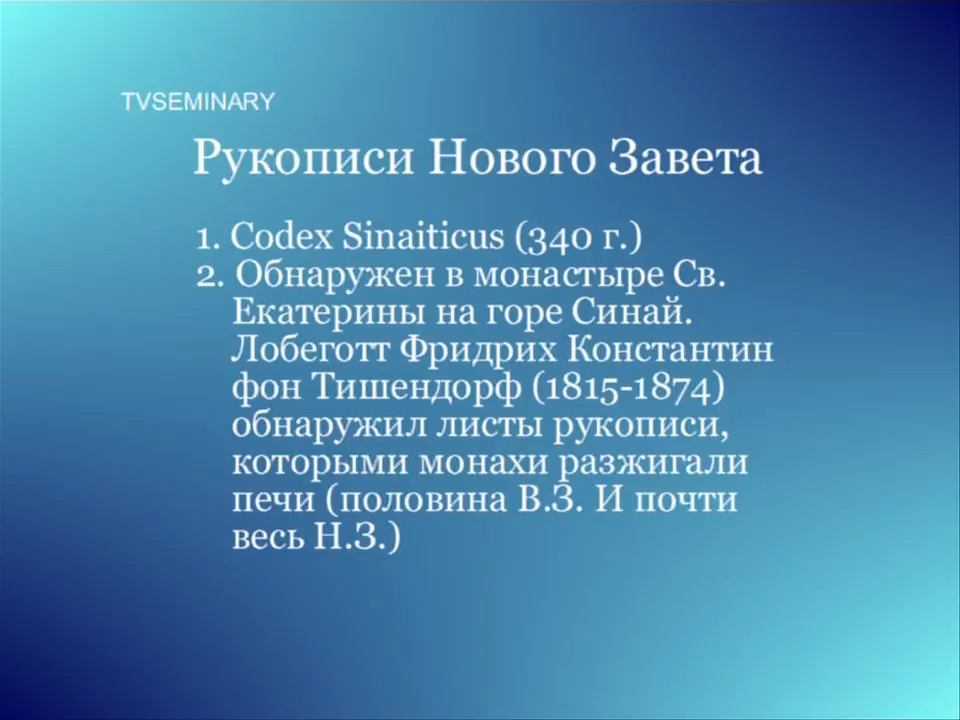 TVSEMINARY
Рукописи Нового Завета
1. Codex Sinaiticus (340 г.)
2. Обнаружен в монастыре Св.
Екатерины на горе Синай.
Лобеготт Фридрих Константин
фон Тишендорф (1815-1874)
обнаружил листы рукописи,
которыми монахи разжигали
печи (половина В.З. И почти
весь Н.З.)